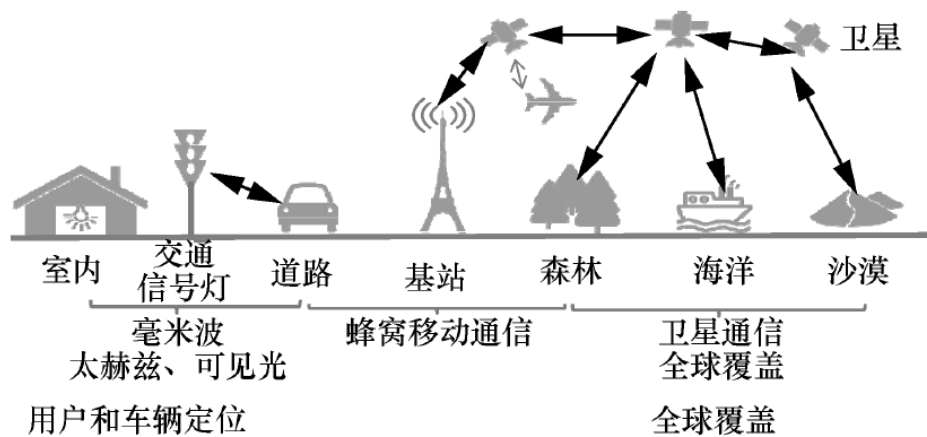 卫星
室内
交通
信号灯
道路
基站
森林
海洋
沙漠
毫米波
太赫兹、可见光
蜂窝移动通信
卫星通信
全球覆盖
用户和车辆定位
全球覆盖